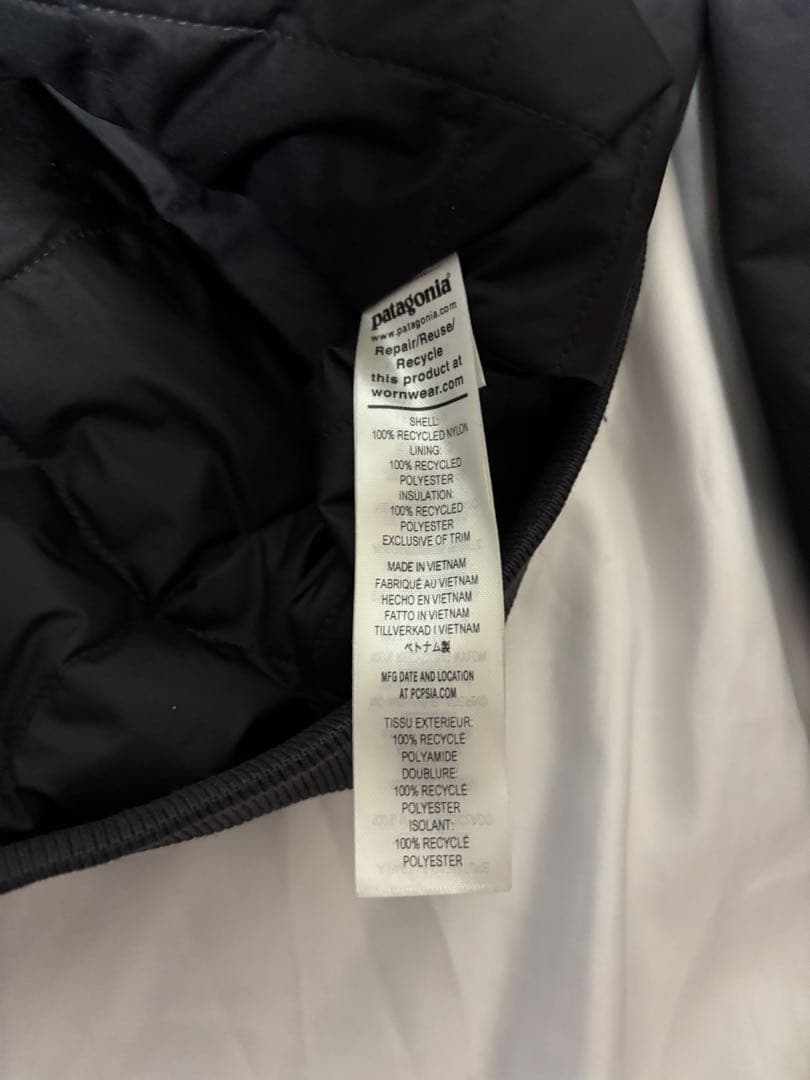 patagonia®
www.patagonia.com
Repair/Reuse/
Recycle
this product at
wornwear.com
SHELL:
100% RECYCLED NYLON
LINING:
100% RECYCLED
POLYESTER
INSULATION:
100% RECYCLED
POLYESTER
EXCLUSIVE OF TRIM
MADE IN VIETNAM
FABRIQUÉ AU VIETNAM
HECHO EN VIETNAM
FATTO IN VIETNAM
TILLVERKAD I VIETNAM
ベトナム製
MFG DATE AND LOCATION
AT PCPSIA.COM
TISSU EXTERIEUR:
100% RECYCLÉ
POLYAMIDE
DOUBLURE:
100% RECYCLÉ
POLYESTER
ISOLANT:
100% RECYCLÉ
POLYESTER